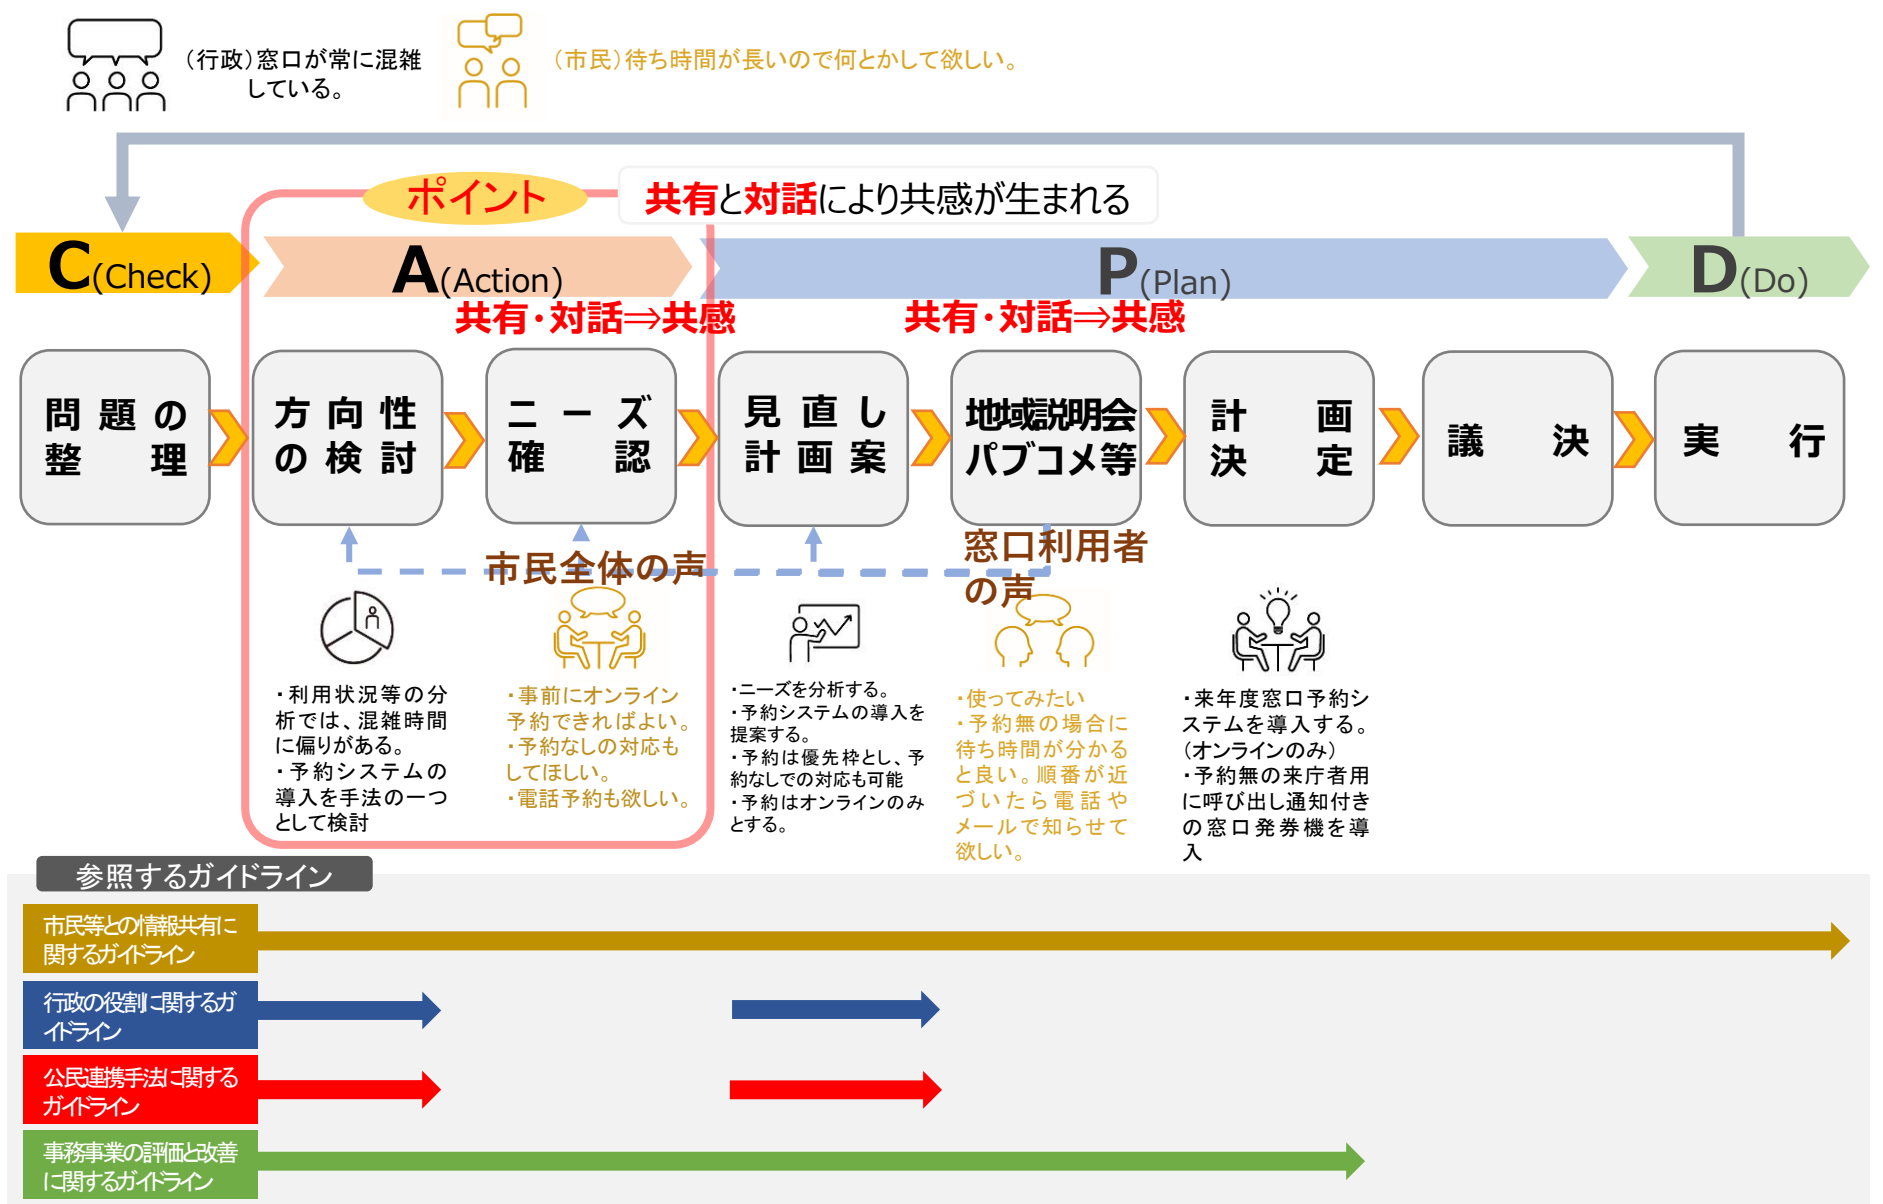 (行政)窓口が常に混雑
している。
(市民)待ち時間が長いので何とかして欲しい。
ポイント
共有と対話により共感が生まれる
C(Check)
A(Action)
P(Plan)
D(Do)
共有・対話⇒共感
共有・対話⇒共感
問題の
整理
方向性
の検討
ニーズ
確認
見直し
計画案
地域説明会
パブコメ等
計画
決定
議決
実行
市民全体の声
窓口利用者
の声
・利用状況等の分
析では、混雑時間
に偏りがある。
・予約システムの
導入を手法の一つ
として検討
・事前にオンライン
予約できればよい。
・予約なしの対応も
してほしい。
・電話予約も欲しい。
・ニーズを分析する。
・予約システムの導入を
提案する。
・予約は優先枠とし、予
約なしでの対応も可能
・予約はオンラインのみ
とする。
・使ってみたい
・予約無の場合に
待ち時間が分かる
と良い。順番が近
づいたら電話や
メールで知らせて
欲しい。
・来年度窓口予約シ
ステムを導入する。
(オンラインのみ)
・予約無の来庁者用
に呼び出し通知付き
の窓口発券機を導
入
参照するガイドライン
市民等との情報共有に
関するガイドライン
行政の役割に関するガ
イドライン
公民連携手法に関する
ガイドライン
事務事業の評価と改善
に関するガイドライン